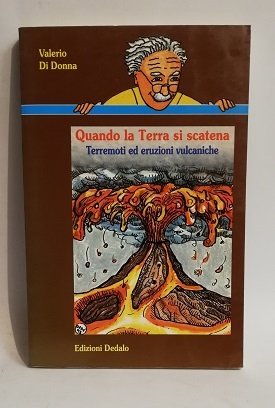 Valerio
Di Donna
Quando la Terra si scatena
Terremoti ed eruzioni vulcaniche
Edizioni Dedalo